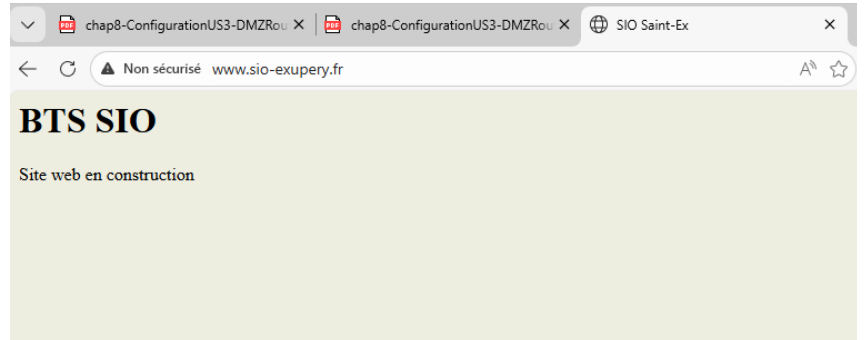 chap8-ConfigurationUS3-DMZRou
chap8-ConfigurationUS3-DMZRou
SIO Saint-Ex
Non sécurisé www.sio-exupery.fr
BTS SIO
Site web en construction